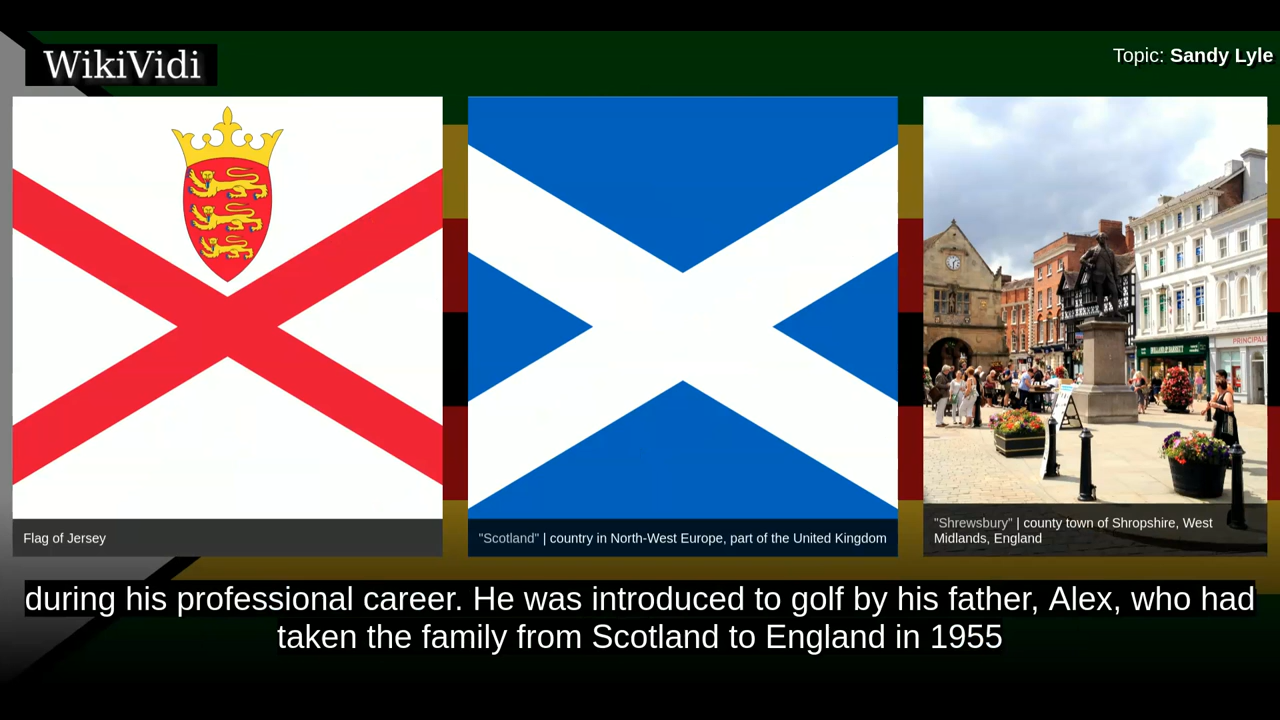 WikiVidi
Topic: Sandy Lyle
Flag of Jersey
"Scotland" | country in North-West Europe, part of the United Kingdom
"Shrewsbury" | county town of Shropshire, West
Midlands, England
during his professional career. He was introduced to golf by his father, Alex, who had
taken the family from Scotland to England in 1955